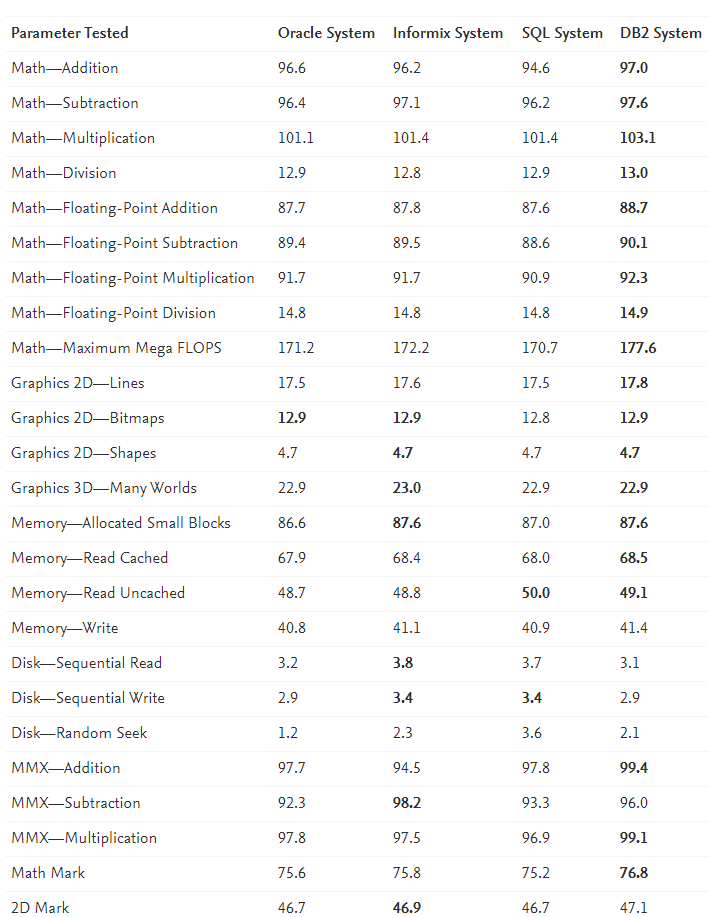 Parameter Tested Oracle System Informix System SQL System DB2 System
Math—Addition 96.6 96.2 94.6 97.0
Math—Subtraction 96.4 97.1 96.2 97.6
Math—Multiplication 101.1 101.4 101.4 103.1
Math—Division 12.9 12.8 12.9 13.0
Math—Floating-Point Addition 87.7 87.8 87.6 88.7
Math—Floating-Point Subtraction 89.4 89.5 88.6 90.1
Math—Floating-Point Multiplication 91.7 91.7 90.9 92.3
Math—Floating-Point Division 14.8 14.8 14.8 14.9
Math—Maximum Mega FLOPS 171.2 172.2 170.7 177.6
Graphics 2D—Lines 17.5 17.6 17.5 17.8
Graphics 2D—Bitmaps 12.9 12.9 12.8 12.9
Graphics 2D—Shapes 4.7 4.7 4.7 4.7
Graphics 3D—Many Worlds 22.9 23.0 22.9 22.9
Memory—Allocated Small Blocks 86.6 87.6 87.0 87.6
Memory—Read Cached 67.9 68.4 68.0 68.5
Memory—Read Uncached 48.7 48.8 50.0 49.1
Memory—Write 40.8 41.1 40.9 41.4
Disk—Sequential Read 3.2 3.8 3.7 3.1
Disk—Sequential Write 2.9 3.4 3.4 2.9
Disk—Random Seek 1.2 2.3 3.6 2.1
MMX—Addition 97.7 94.5 97.8 99.4
MMX—Subtraction 92.3 98.2 93.3 96.0
MMX—Multiplication 97.8 97.5 96.9 99.1
Math Mark 75.6 75.8 75.2 76.8
2D Mark 46.7 46.9 46.7 47.1